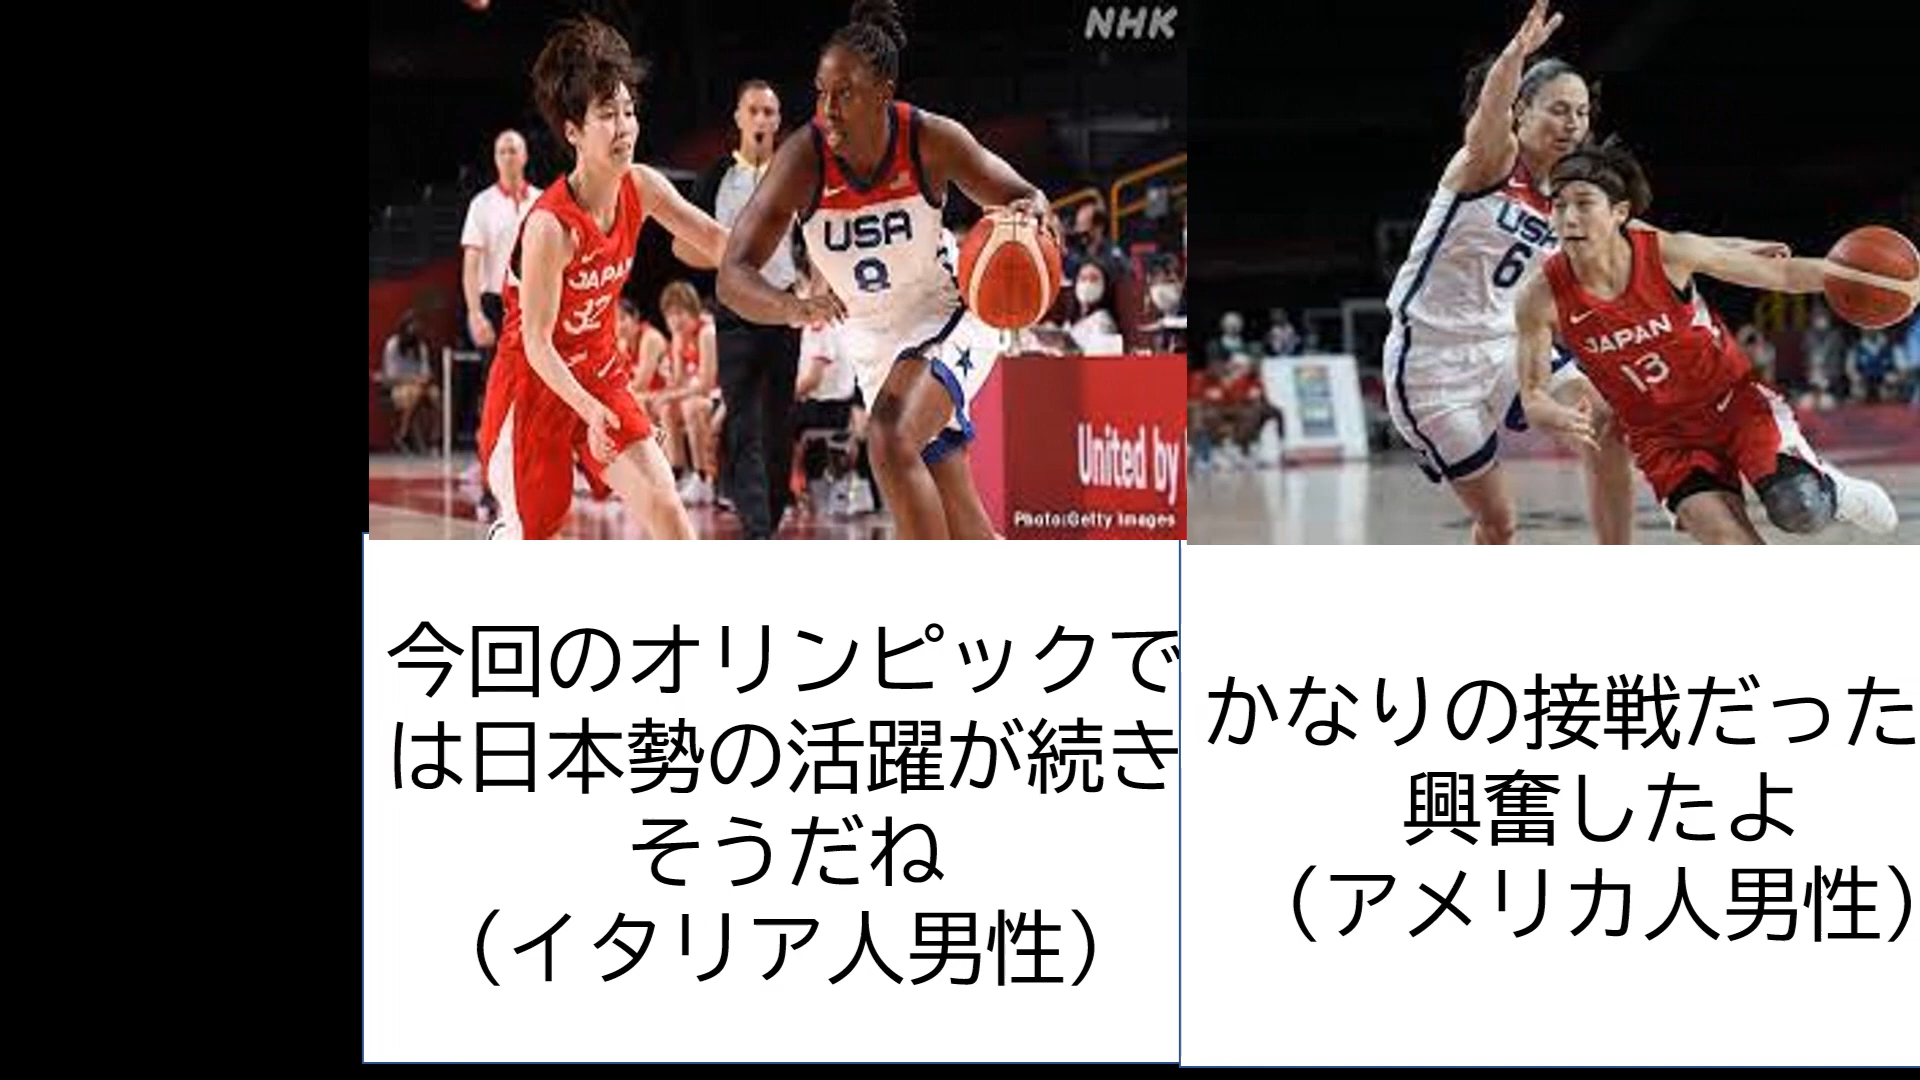 NHK
USA
8
JAPAN
32
United by
Photo:Getty Images
USA
6
JAPAN
13
今回のオリンピックで
は日本勢の活躍が続き
そうだね
（イタリア人男性）
かなりの接戦だった
興奮したよ
（アメリカ人男性）